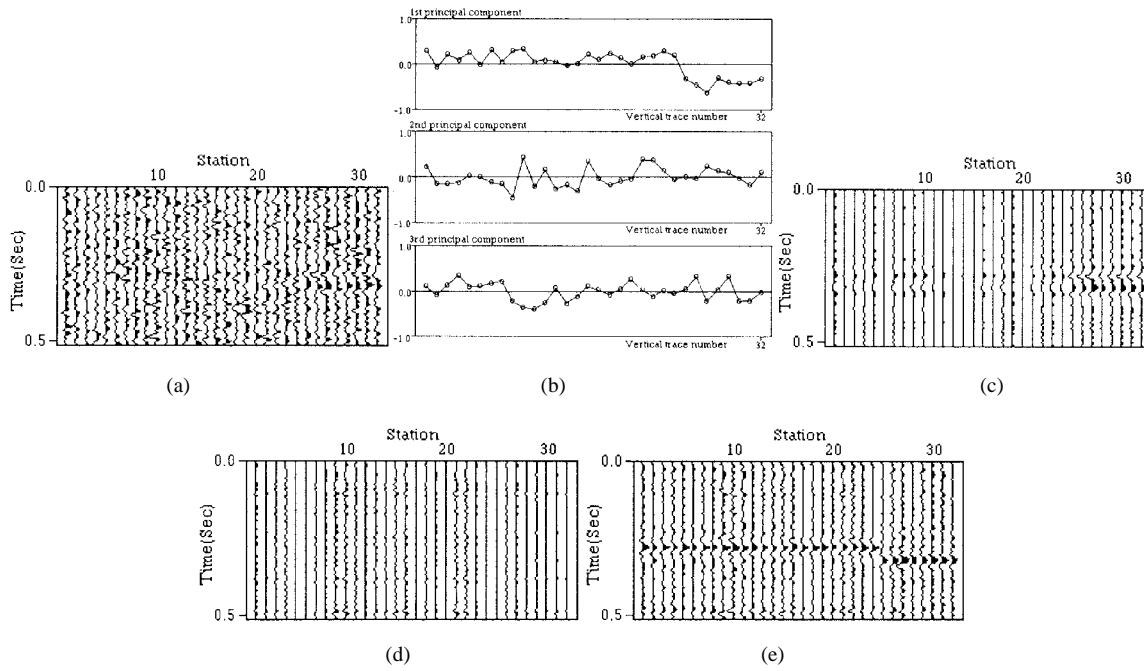 1st principal component
1.0
0.0
-1.0
Vertical trace number 32
2nd principal component
1.0
0.0
-1.0
Vertical trace number 32
3rd principal component
1.0
0.0
-1.0
Vertical trace number 32
Station
10 20 30
0.0
Time(Sec)
0.5
Station
10 20 30
0.0
Time(Sec)
0.5
(a) (b) (c)
Station
10 20 30
0.0
Time(Sec)
0.5
Station
10 20 30
0.0
Time(Sec)
0.5
(d) (e)